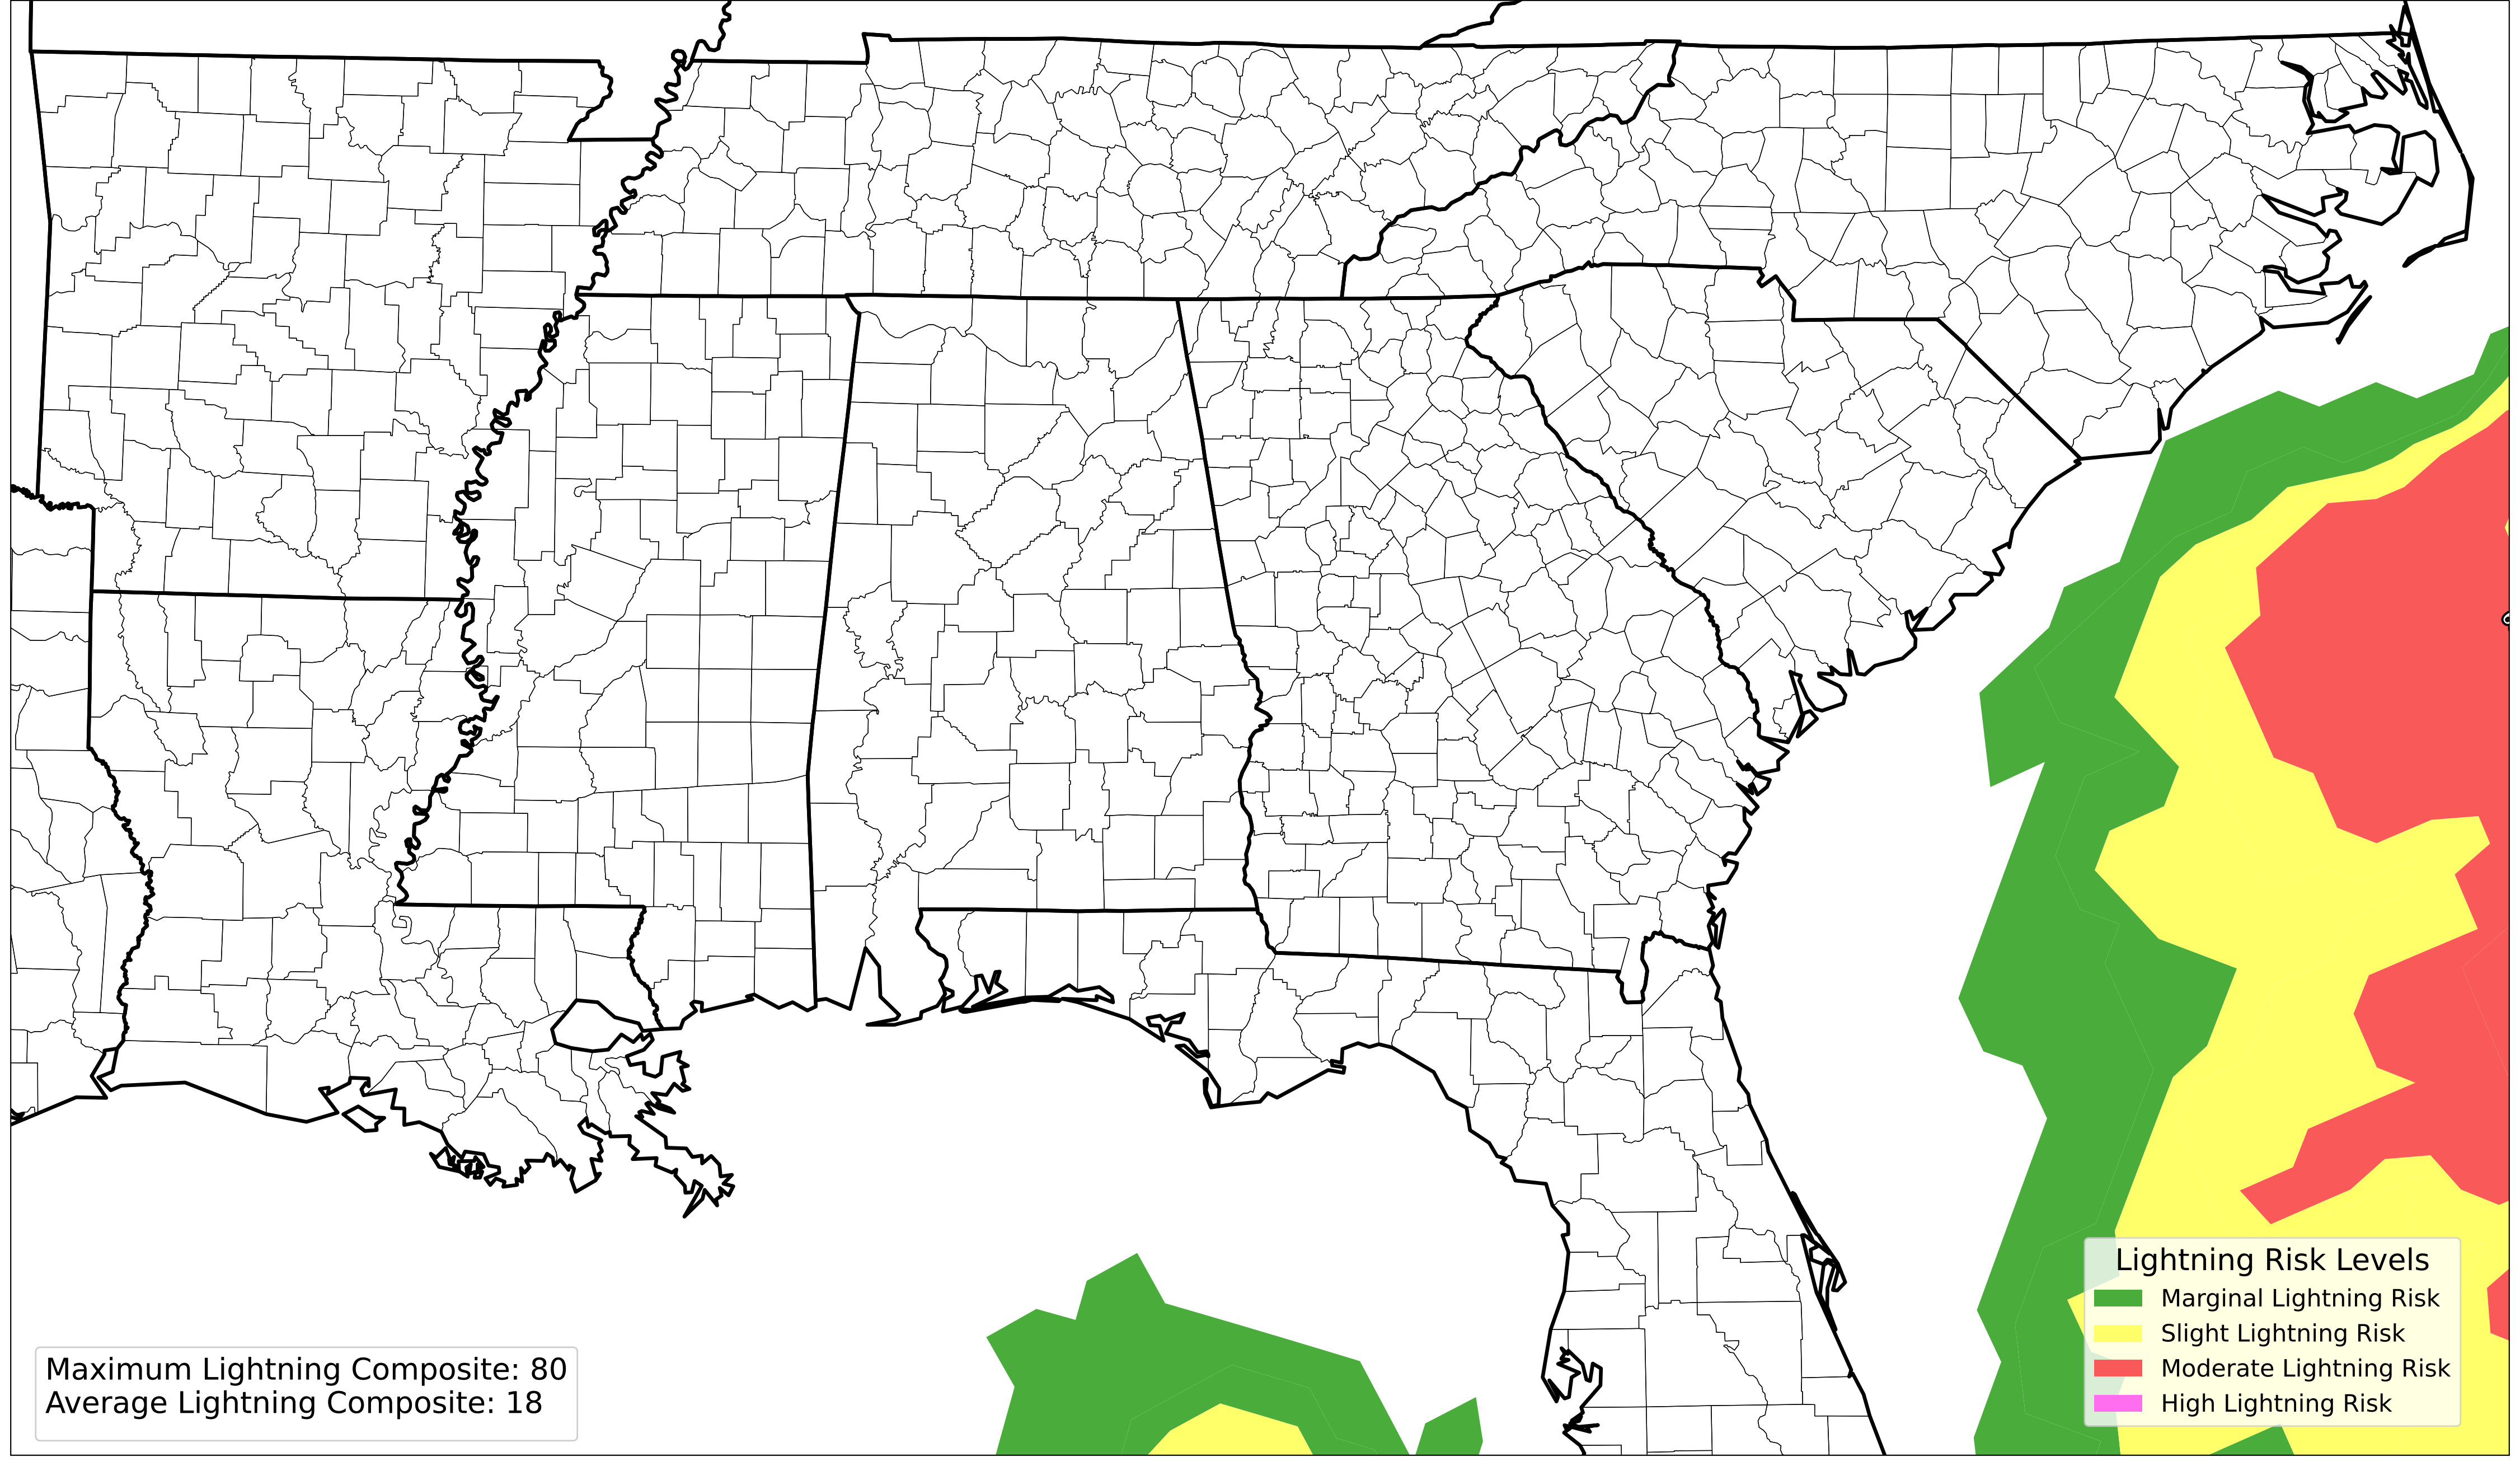 Lightning Risk Levels
Marginal Lightning Risk
Slight Lightning Risk
Moderate Lightning Risk
High Lightning Risk
Maximum Lightning Composite: 80
Average Lightning Composite: 18